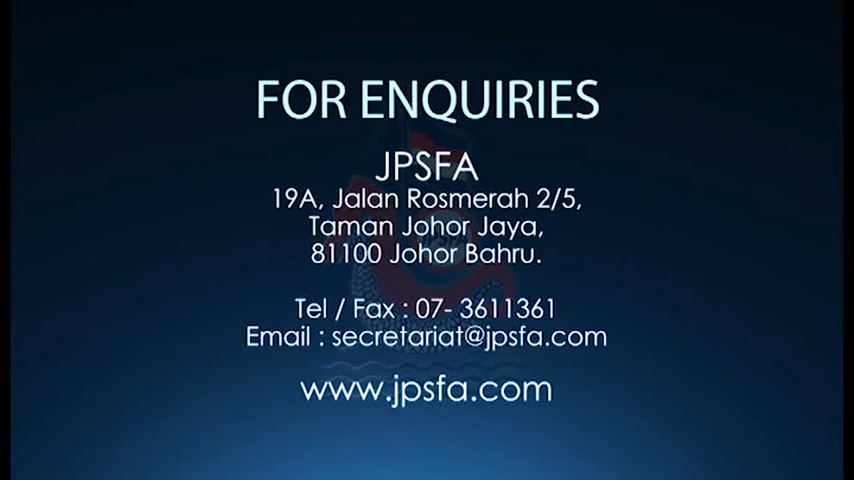 FOR ENQUIRIES
JPSFA
19A, Jalan Rosmerah 2/5,
Taman Johor Jaya,
81100 Johor Bahru.
Tel / Fax : 07- 3611361
Email : secretariat@jpsfa.com
www.jpsfa.com